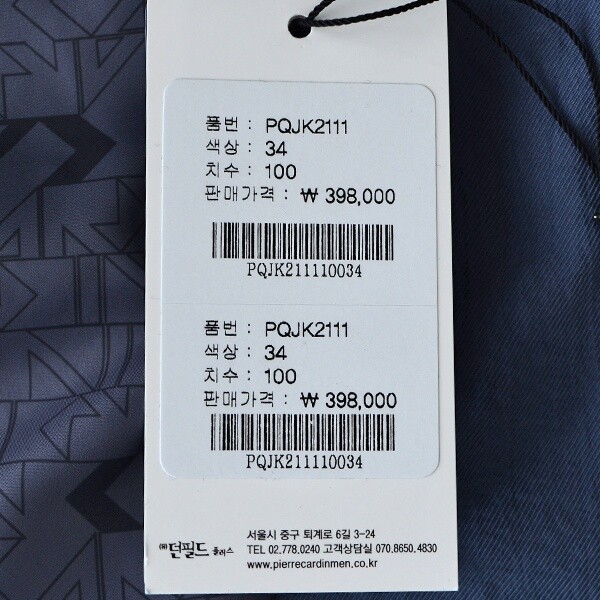 품번 : PQJK2111
색상 : 34
치수 : 100
판매가격 : ₩ 398,000
PQJK211110034
품번 : PQJK2111
색상 : 34
치수 : 100
판매가격 : ₩ 398,000
PQJK211110034
㈜던필드 플러스
서울시 중구 퇴계로 6길 3-24
TEL 02.778.0240 고객상담실 070.8650.4830
www.pierrecardinmen.co.kr